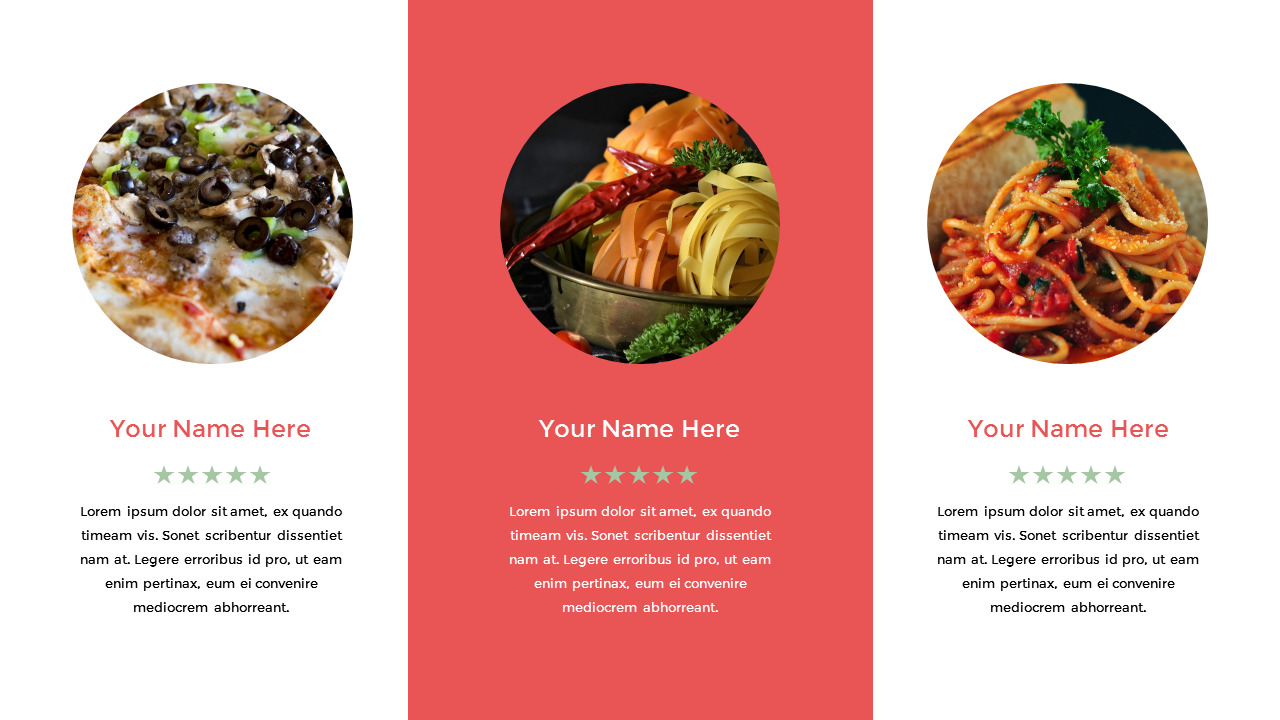 Your Name Here
★★★★★
Lorem ipsum dolor sit amet, ex quando
timeam vis. Sonet scribentur dissentiet
nam at. Legere erroribus id pro, ut eam
enim pertinax, eum ei convenire
mediocrem abhorreant.
Your Name Here
★★★★★
Lorem ipsum dolor sit amet, ex quando
timeam vis. Sonet scribentur dissentiet
nam at. Legere erroribus id pro, ut eam
enim pertinax, eum ei convenire
mediocrem abhorreant.
Your Name Here
★★★★★
Lorem ipsum dolor sit amet, ex quando
timeam vis. Sonet scribentur dissentiet
nam at. Legere erroribus id pro, ut eam
enim pertinax, eum ei convenire
mediocrem abhorreant.